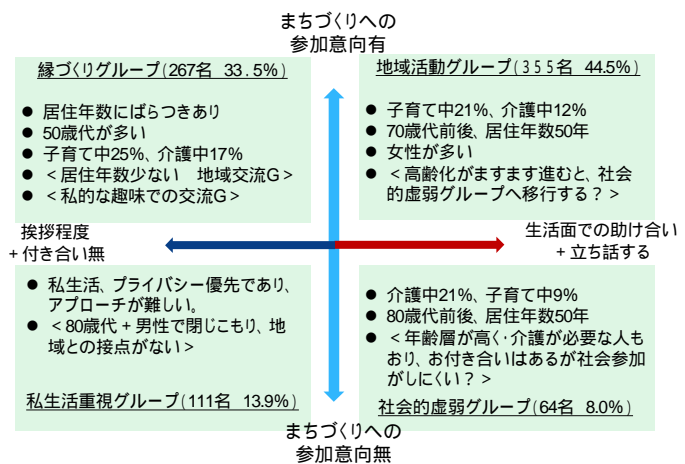 まちづくりへの
参加意向有
縁づくりグループ(267名 33.5%)
● 居住年数にばらつきあり
● 50歳代が多い
● 子育て中25%、介護中17%
● <居住年数少ない 地域交流G>
● <私的な趣味での交流G>
地域活動グループ(355名 44.5%)
● 子育て中21%、介護中12%
● 70歳代前後、居住年数50年
● 女性が多い
● <高齢化がますます進むと、社会
的虚弱グループへ移行する？>
挨拶程度
+付き合い無
生活面での助け合い
+立ち話する
● 私生活、プライバシー優先であり、
アプローチが難しい。
● <80歳代+男性で閉じこもり、地
域との接点がない>
私生活重視グループ(111名 13.9%)
● 介護中21%、子育て中9%
● 80歳代前後、居住年数50年
● <年齢層が高く・介護が必要な人も
おり、お付き合いはあるが社会参加
がしにくい？>
社会的虚弱グループ(64名 8.0%)
まちづくりへの
参加意向無